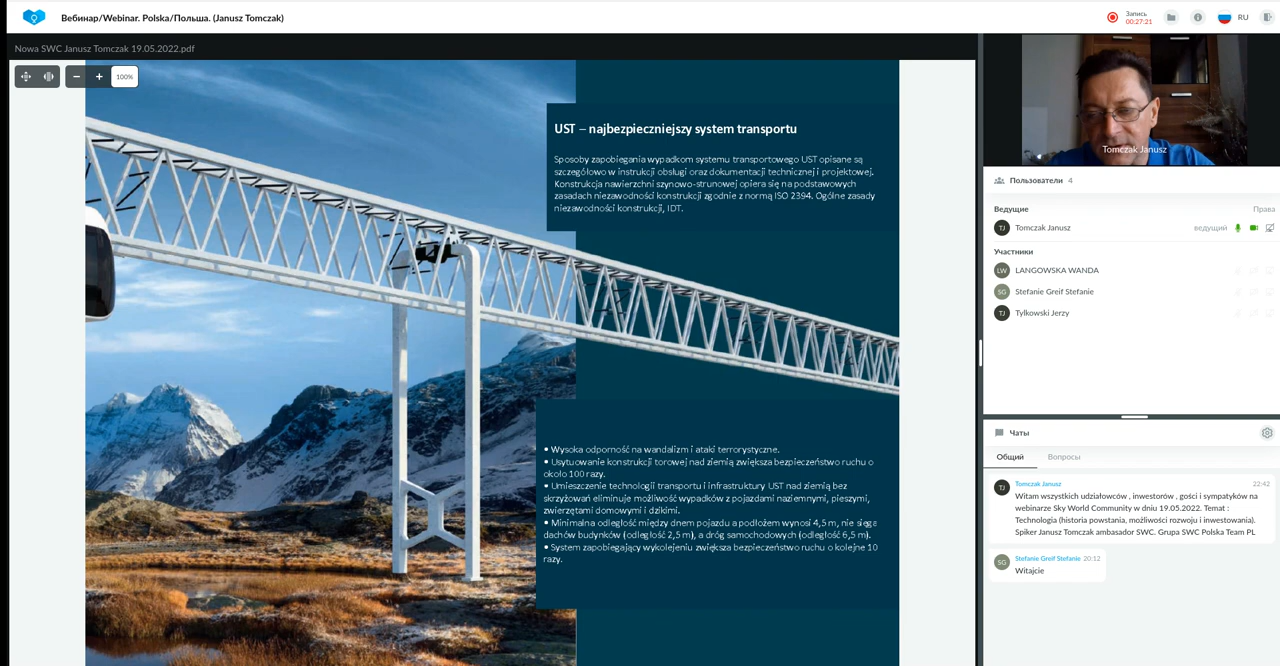 Вебинар/Webinar. Polska/Польша. (Janusz Tomczak)
Запись
00:27:21
RU
Nowa SWC Janusz Tomczak 19.05.2022.pdf
100%
UST – najbezpieczniejszy system transportu
Sposoby zapobiegania wypadkom systemu transportowego UST opisane są
szczegółowo w instrukcji obsługi oraz dokumentacji technicznej i projektowej.
Konstrukcja nawierzchni szynowo-strunowej opiera się na podstawowych
zasadach niezawodności konstrukcji zgodnie z normą ISO 2394. Ogólne zasady
niezawodności konstrukcji, IDT.
• Wysoka odporność na wandalizm i ataki terrorystyczne.
• Usytuowanie konstrukcji torowej nad ziemią zwiększa bezpieczeństwo ruchu o
około 100 razy.
• Umieszczenie technologii transportu i infrastruktury UST nad ziemią bez
skrzyżowań eliminuje możliwość wypadków z pojazdami naziemnymi, pieszymi,
zwierzętami domowymi i dzikimi.
• Minimalna odległość między dnem pojazdu a podłożem wynosi 4,5 m, nie sięga
dachów budynków (odległość 2,5 m), a dróg samochodowych (odległość 6,5 m).
• System zapobiegający wykolejeniu zwiększa bezpieczeństwo ruchu o kolejne 10
razy.
Tomczak Janusz
Пользователи 4
Ведущие Права
TJ Tomczak Janusz ведущий
Участники
LW LANGOWSKA WANDA
SG Stefanie Greif Stefanie
TJ Tylkowski Jerzy
Чаты
Общий Вопросы
TJ Tomczak Janusz 22:42
Witam wszystkich udziałowców , inwestorów , gości i sympatyków na
webinarze Sky World Community w dniu 19.05.2022. Temat :
Technologia (historia powstania, możliwości rozwoju i inwestowania).
Spiker Janusz Tomczak ambasador SWC. Grupa SWC Polska Team PL
SG Stefanie Greif Stefanie 20:12
Witajcie